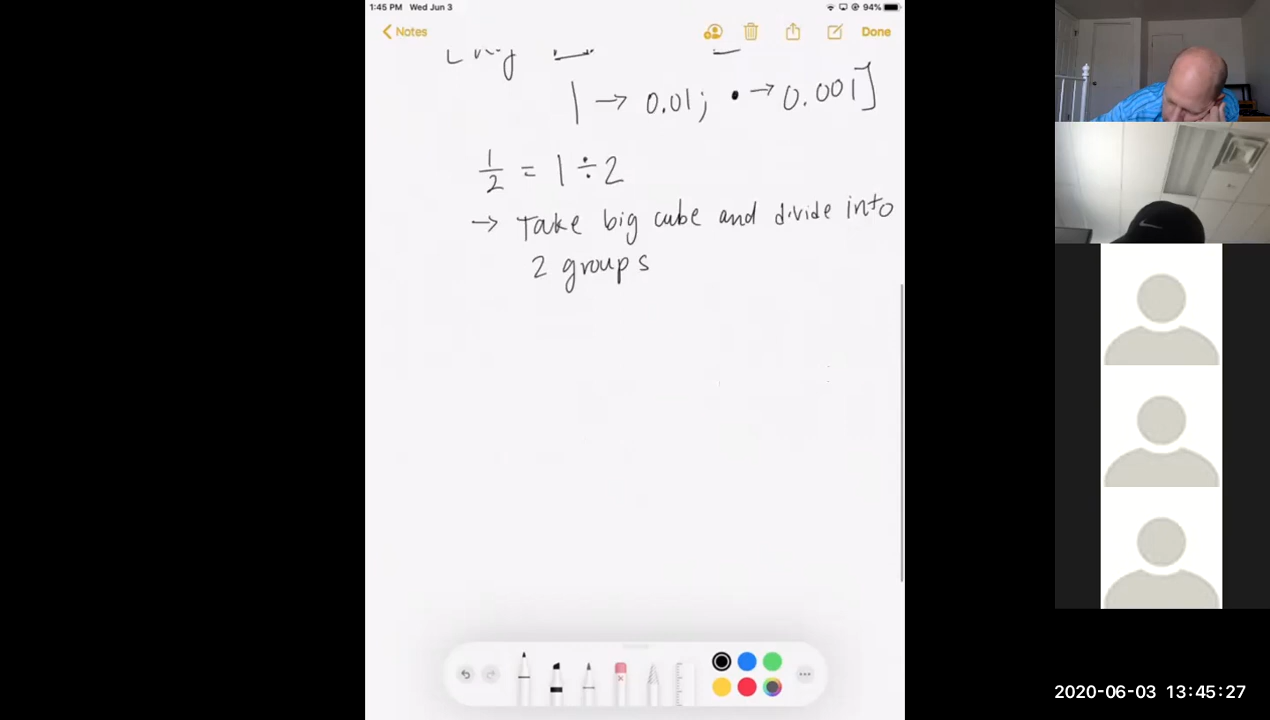 1:45 PM Wed Jun 3
94%
Notes
Done
| → 0.01; • → 0.001]
1/2 = 1 ÷ 2
→ Take big cube and divide into
2 groups
2020-06-03 13:45:27